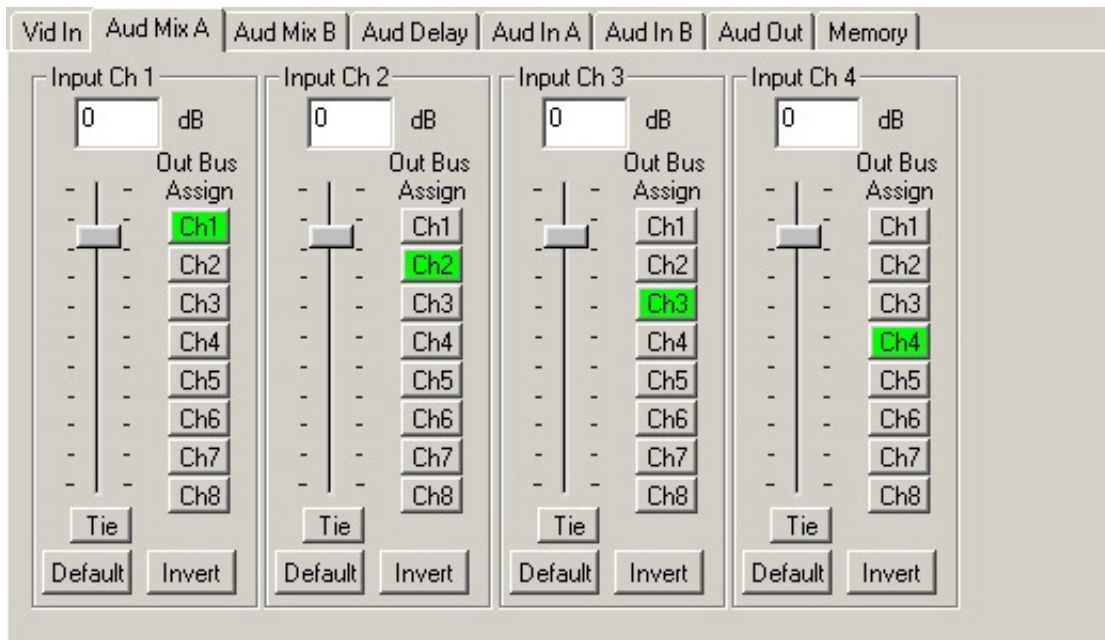 Vid In Aud Mix A Aud Mix B Aud Delay Aud In A Aud In B Aud Out Memory
Input Ch 1
0 dB
Out Bus
Assign
Ch1
Ch2
Ch3
Ch4
Ch5
Ch6
Ch7
Ch8
Tie
Default Invert
Input Ch 2
0 dB
Out Bus
Assign
Ch1
Ch2
Ch3
Ch4
Ch5
Ch6
Ch7
Ch8
Tie
Default Invert
Input Ch 3
0 dB
Out Bus
Assign
Ch1
Ch2
Ch3
Ch4
Ch5
Ch6
Ch7
Ch8
Tie
Default Invert
Input Ch 4
0 dB
Out Bus
Assign
Ch1
Ch2
Ch3
Ch4
Ch5
Ch6
Ch7
Ch8
Tie
Default Invert